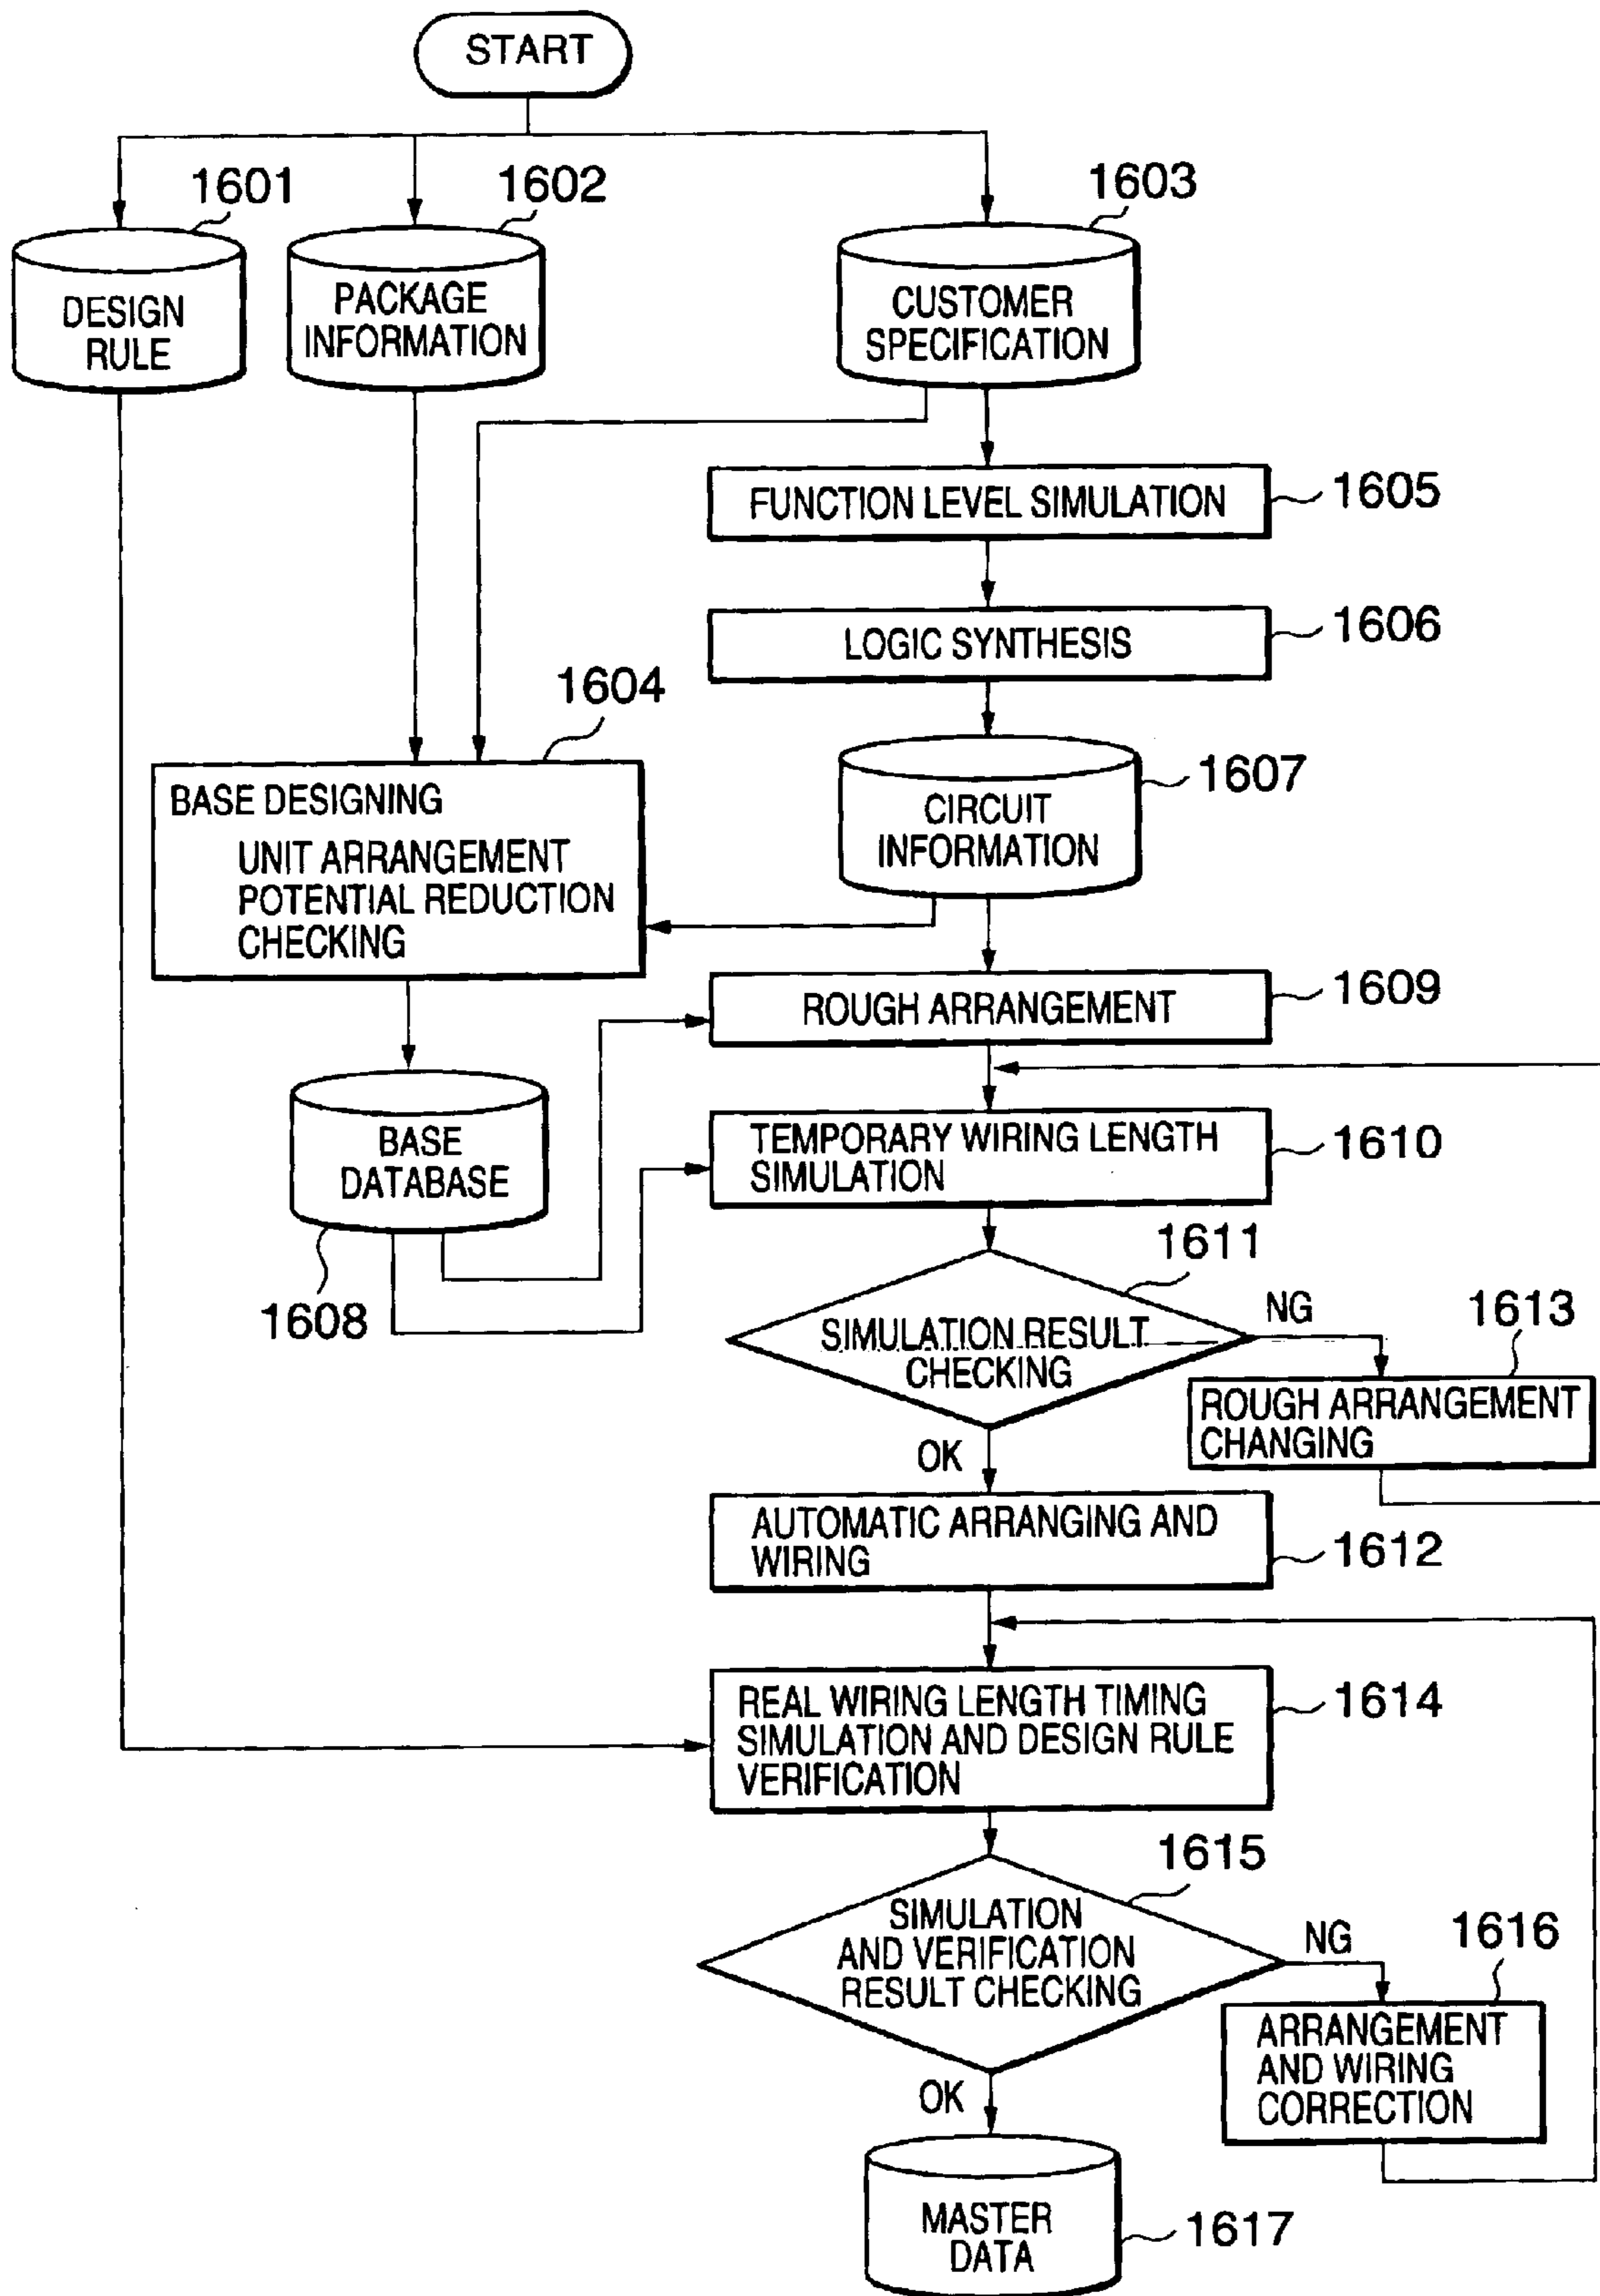 START
1601
1602
1603
DESIGN
RULE
PACKAGE
INFORMATION
CUSTOMER
SPECIFICATION
FUNCTION LEVEL SIMULATION
1605
LOGIC SYNTHESIS
1606
1604
BASE DESIGNING
UNIT ARRANGEMENT
POTENTIAL REDUCTION
CHECKING
CIRCUIT
INFORMATION
1607
ROUGH ARRANGEMENT
1609
BASE
DATABASE
1608
TEMPORARY WIRING LENGTH
SIMULATION
1610
1611
SIMULATION RESULT
CHECKING
NG
1613
ROUGH ARRANGEMENT
CHANGING
OK
AUTOMATIC ARRANGING AND
WIRING
1612
REAL WIRING LENGTH TIMING
SIMULATION AND DESIGN RULE
VERIFICATION
1614
1615
SIMULATION
AND VERIFICATION
RESULT CHECKING
NG
1616
ARRANGEMENT
AND WIRING
CORRECTION
OK
MASTER
DATA
1617